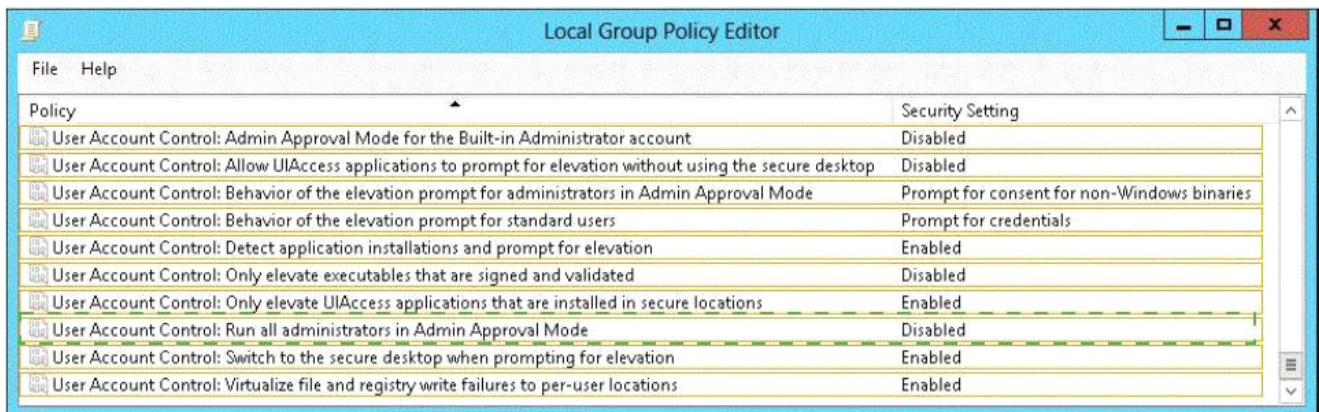 Local Group Policy Editor
File Help
Policy Security Setting
User Account Control: Admin Approval Mode for the Built-in Administrator account Disabled
User Account Control: Allow UIAccess applications to prompt for elevation without using the secure desktop Disabled
User Account Control: Behavior of the elevation prompt for administrators in Admin Approval Mode Prompt for consent for non-Windows binaries
User Account Control: Behavior of the elevation prompt for standard users Prompt for credentials
User Account Control: Detect application installations and prompt for elevation Enabled
User Account Control: Only elevate executables that are signed and validated Disabled
User Account Control: Only elevate UIAccess applications that are installed in secure locations Enabled
User Account Control: Run all administrators in Admin Approval Mode Disabled
User Account Control: Switch to the secure desktop when prompting for elevation Enabled
User Account Control: Virtualize file and registry write failures to per-user locations Enabled